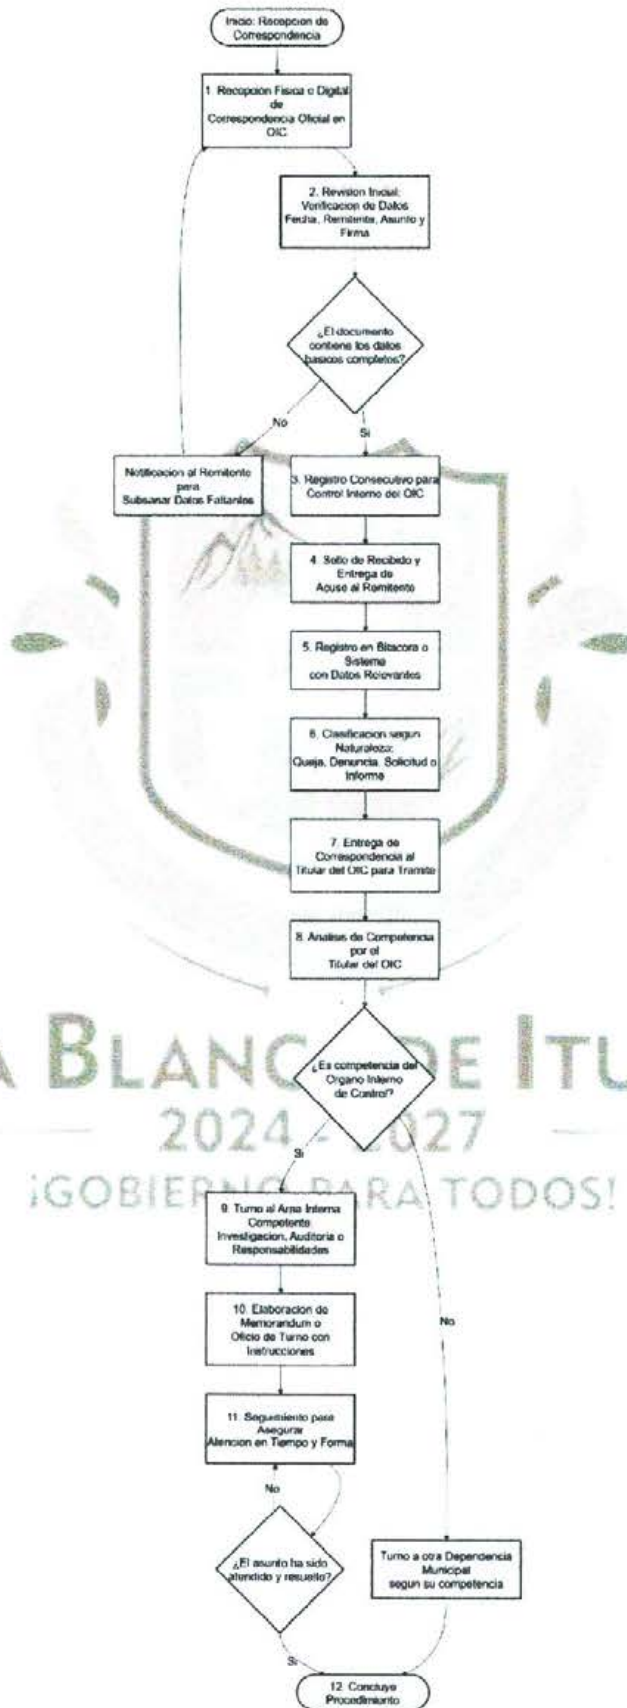 Inicio: Recepcion de
Correspondencia
1. Recepcion Fisica o Digital
de
Correspondencia Oficial en
OIC
2. Revision Inicial:
Verificacion de Datos
Fecha, Remitente, Asunto y
Firma
¿El documento
contiene los datos
basicos completos?
No
Si
Notificacion al Remitente
para
Subsanar Datos Faltantes
3. Registro Consecutivo para
Control Interno del OIC
4. Sello de Recibido y
Entrega de
Acuse al Remitente
5. Registro en Bitacora o
Sistema
con Datos Relevantes
6. Clasificacion segun
Naturaleza:
Queja, Denuncia, Solicitud o
Informe
7. Entrega de
Correspondencia al
Titular del OIC para Tramite
8. Analisis de Competencia
por el
Titular del OIC
¿Es competencia del
Organo Interno
de Control?
A BLANCA DE ITU
2024 - 2027
¡GOBIERNO PARA TODOS!
Si
9. Turno al Area Interna
Competente
Investigacion, Auditoria o
Responsabilidades
10. Elaboracion de
Memorandum o
Oficio de Turno con
Instrucciones
No
11. Seguimiento para
Asegurar
Atencion en Tiempo y Forma
No
¿El asunto ha sido
atendido y resuelto?
Turno a otra Dependencia
Municipal
segun su competencia
Si
12. Concluye
Procedimiento